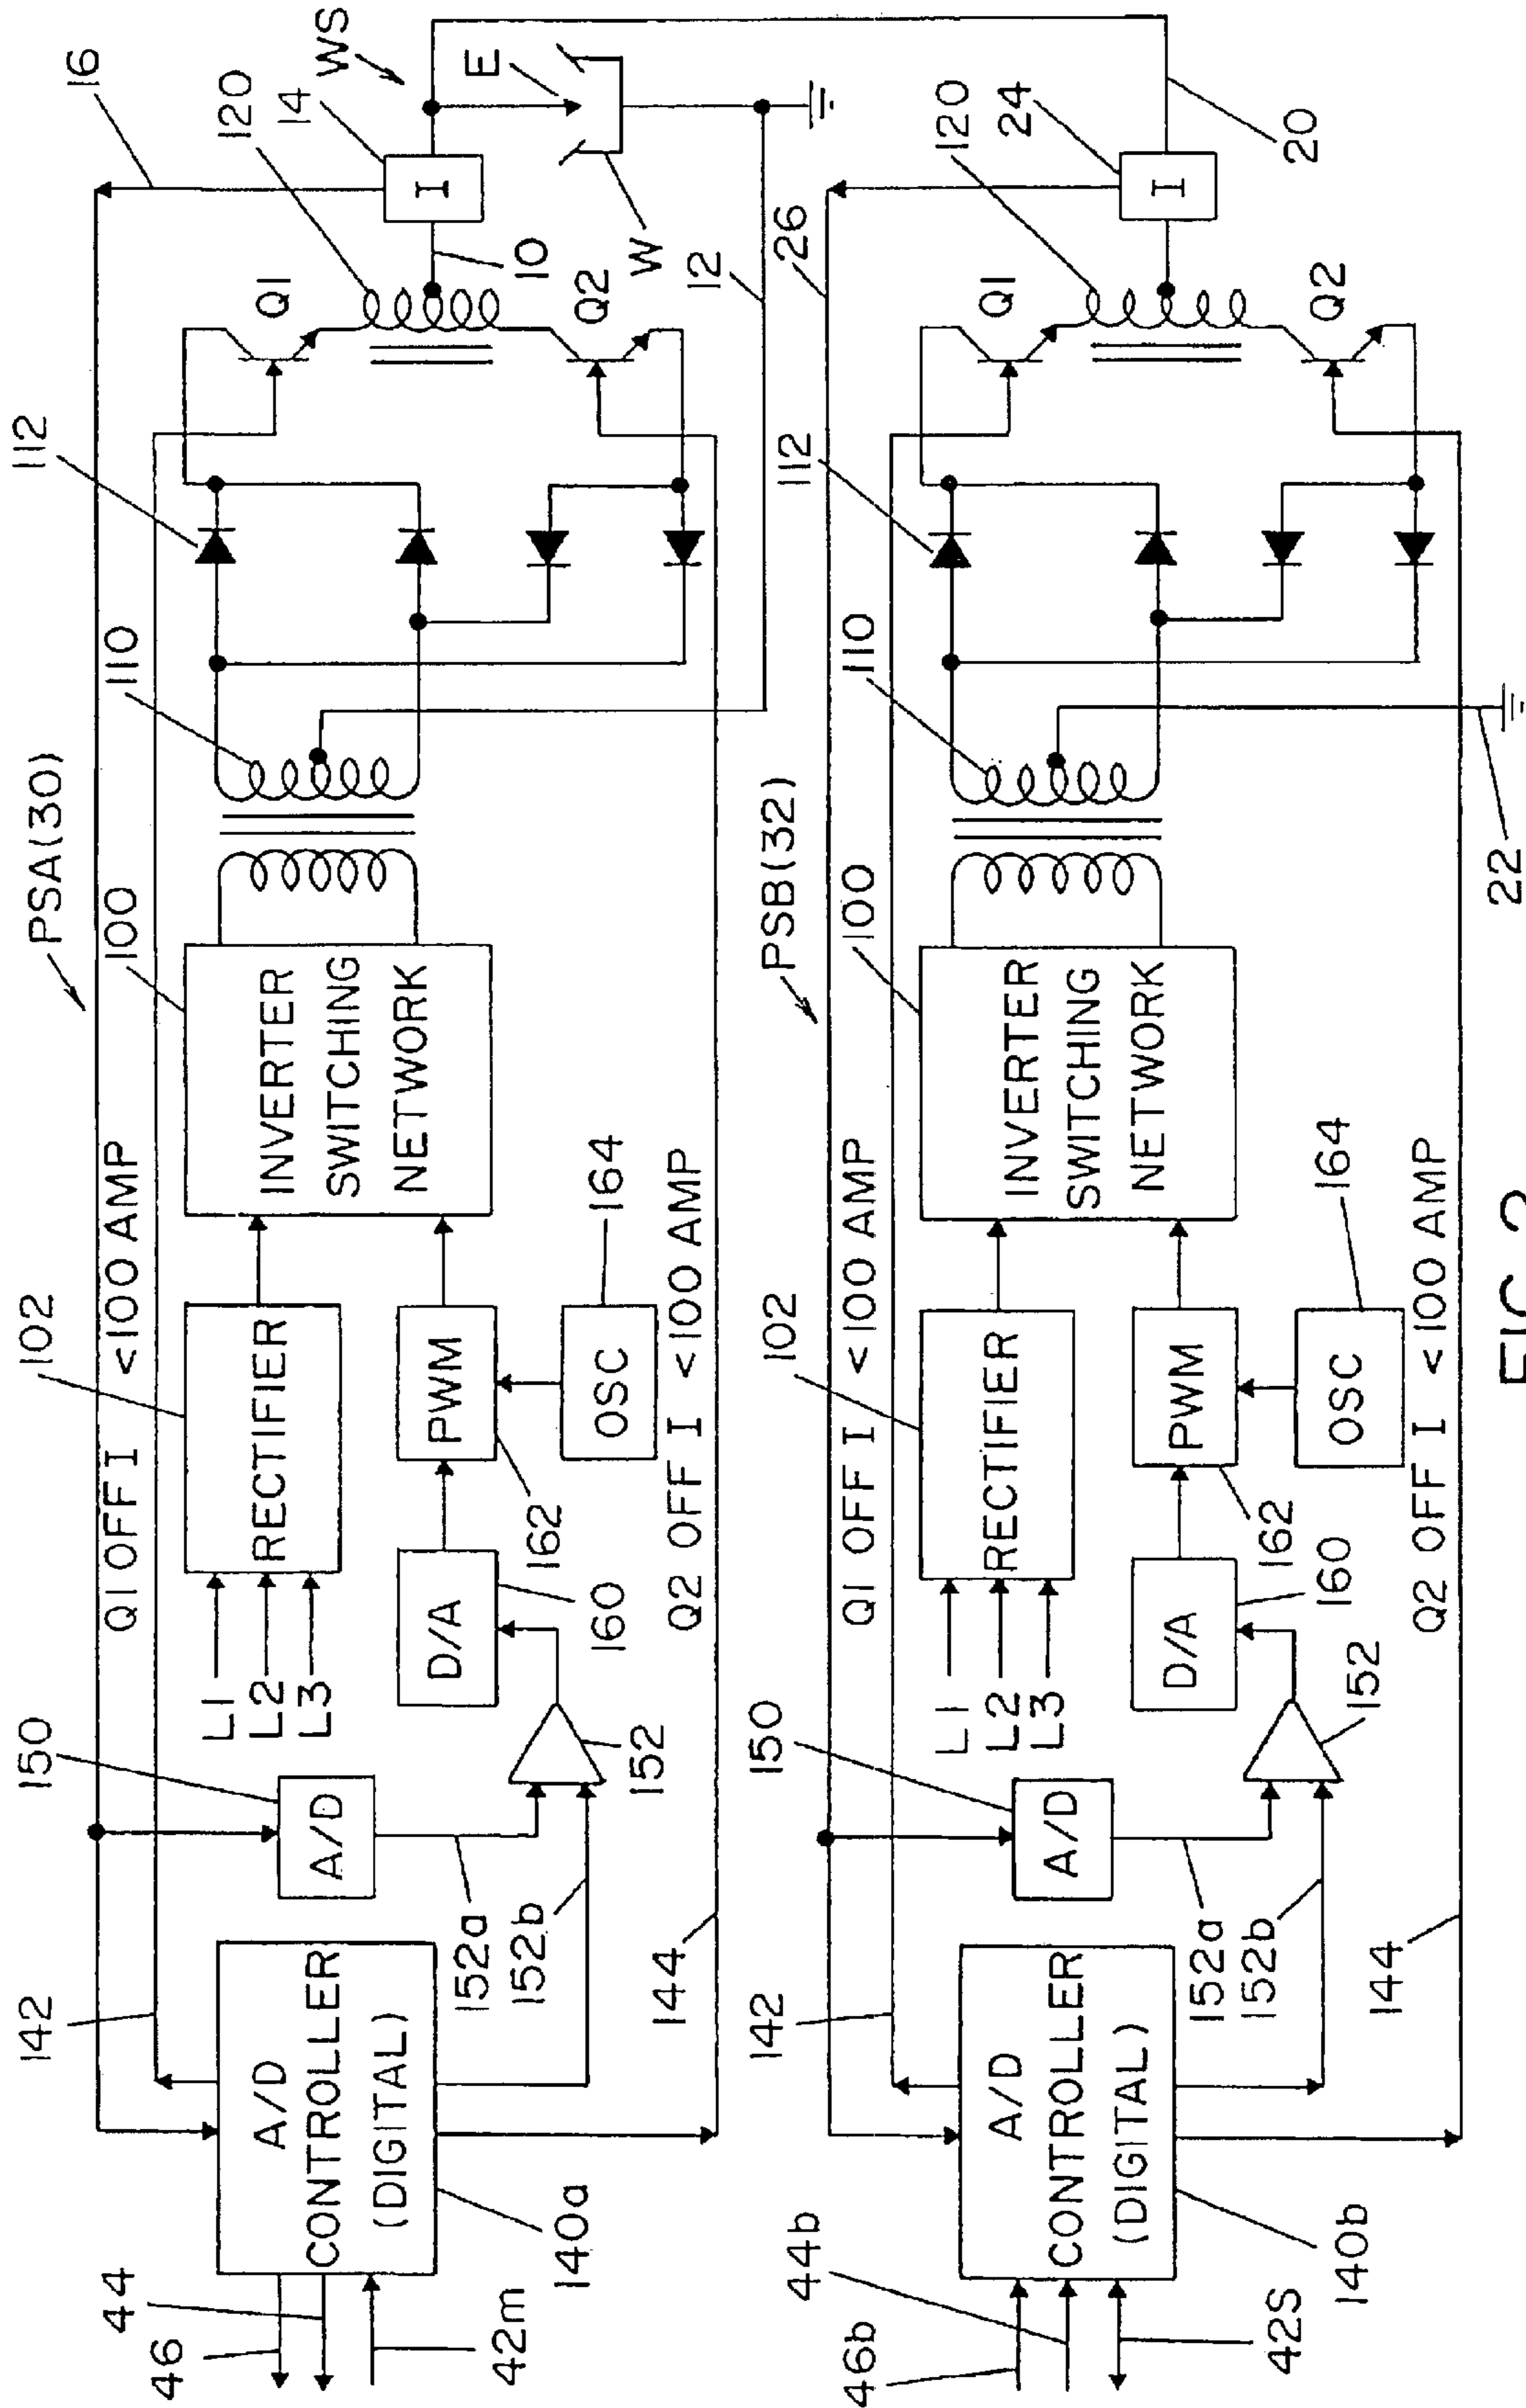 PSA(30)
16
WS
14
120
E
10
Q1
Q2
W
12
112
110
100
INVERTER
SWITCHING
NETWORK
I
Q1 OFF I <100 AMP
102
RECTIFIER
L1
L2
L3
PWM
162
OSC
164
D/A
160
Q2 OFF I <100 AMP
150
A/D
152
152a
152b
142
144
A/D
CONTROLLER
(DIGITAL)
140a
46
44
42m
PSB(32)
26
24
120
20
I
Q1
Q2
112
110
22
100
INVERTER
SWITCHING
NETWORK
Q1 OFF I <100 AMP
102
RECTIFIER
L1
L2
L3
PWM
162
OSC
164
D/A
160
Q2 OFF I <100 AMP
150
A/D
152
152a
152b
142
144
A/D
CONTROLLER
(DIGITAL)
140b
46b
44b
42S